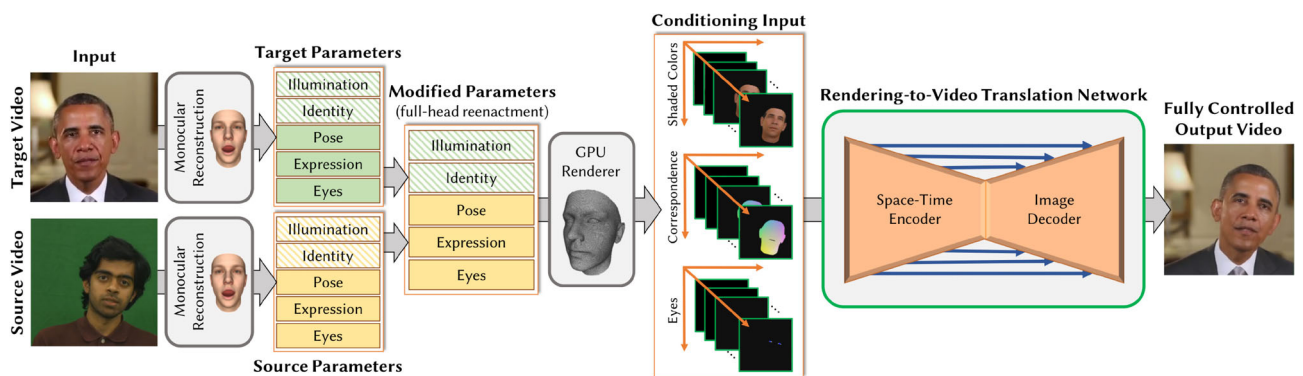 Input
Target Video
Monocular
Reconstruction
Source Video
Monocular
Reconstruction
Target Parameters
Illumination
Identity
Pose
Expression
Eyes
Illumination
Identity
Pose
Expression
Eyes
Source Parameters
Modified Parameters
(full-head reenactment)
Illumination
Identity
Pose
Expression
Eyes
GPU
Renderer
Conditioning Input
Shaded Colors
Correspondence
Eyes
Rendering-to-Video Translation Network
Space-Time
Encoder
Image
Decoder
Fully Controlled
Output Video